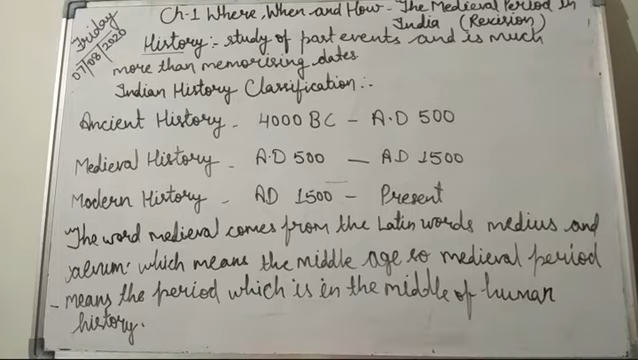 Friday
07/08/2020
Ch-1 Where, When and How - The Medieval Period in
India (Revision)
History:- study of past events and is much
more than memorising dates
Indian History Classification:-
Ancient History - 4000 BC - A.D 500
Medieval History - A.D 500 - AD 1500
Modern History - AD 1500 - Present
"The word medieval comes from the Latin words medius and
aevum' which means the middle age so medieval period
- means the period which is in the middle of human
history.